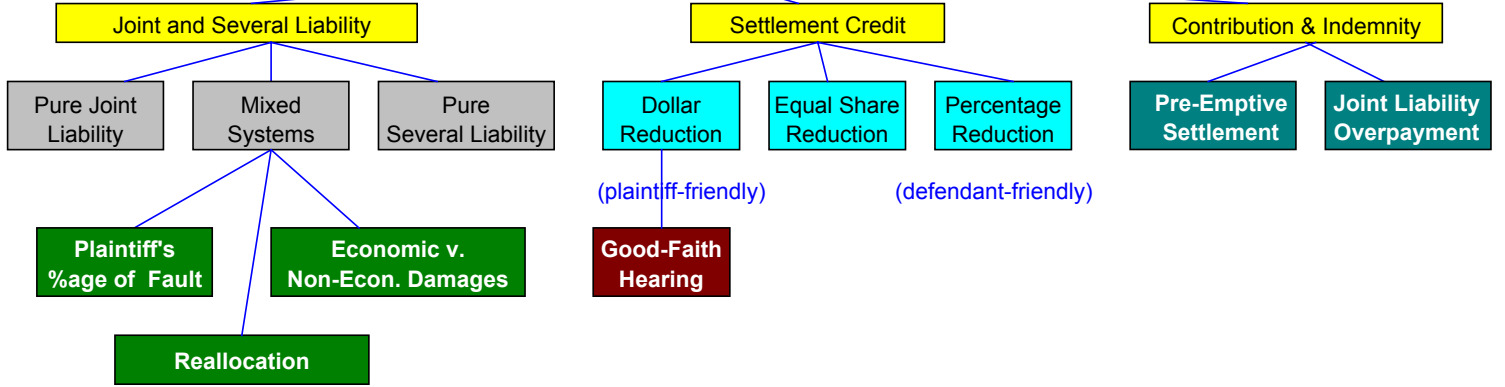 Joint and Several Liability
Settlement Credit
Contribution & Indemnity
Pure Joint
Liability
Mixed
Systems
Pure
Several Liability
Dollar
Reduction
Equal Share
Reduction
Percentage
Reduction
Pre-Emptive
Settlement
Joint Liability
Overpayment
(plaintiff-friendly)
(defendant-friendly)
Plaintiff's
%age of Fault
Economic v.
Non-Econ. Damages
Good-Faith
Hearing
Reallocation